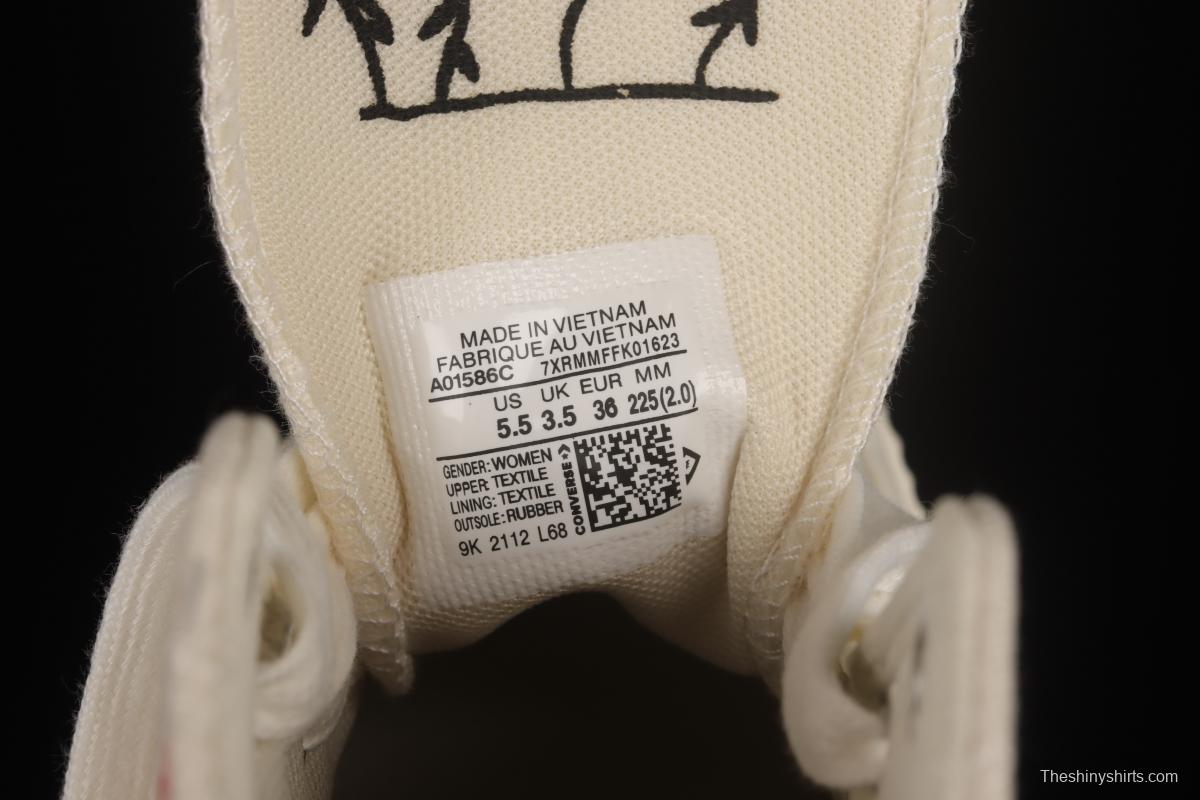 MADE IN VIETNAM
FABRIQUE AU VIETNAM
A01586C 7XRMMFFK01623
US UK EUR MM
5.5 3.5 36 225(2.0)
GENDER: WOMEN
UPPER: TEXTILE
LINING: TEXTILE
OUTSOLE: RUBBER
9K 2112 L68
CONVERSE
Theshinyshirts.com